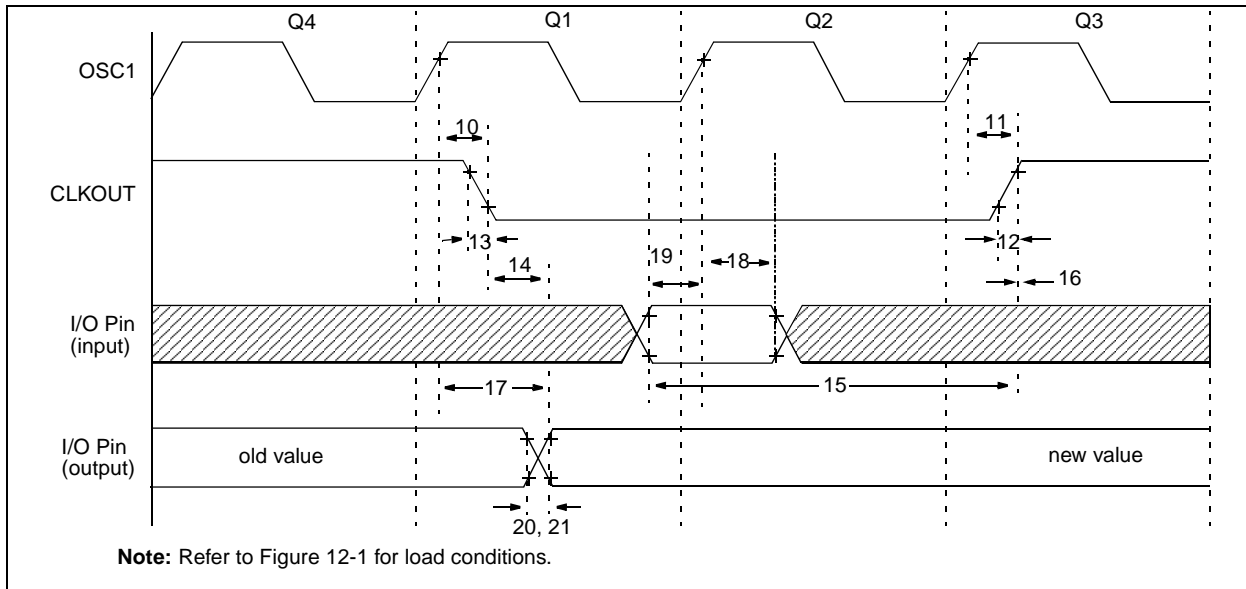 Q4 Q1 Q2 Q3
OSC1
10 11
CLKOUT
13 12
14 19 18 16
I/O Pin
(input)
17 15
I/O Pin
(output)
old value new value
20, 21
Note: Refer to Figure 12-1 for load conditions.